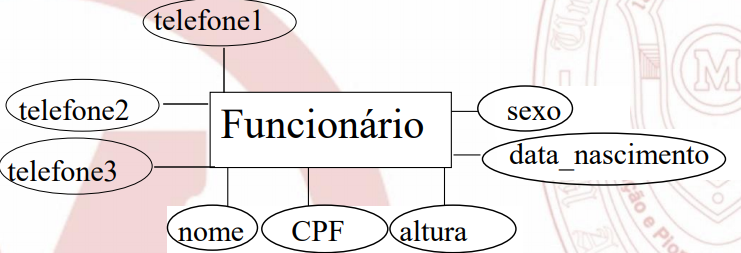 telefone1
telefone2
Funcionário
sexo
telefone3
data_nascimento
nome
CPF
altura
M